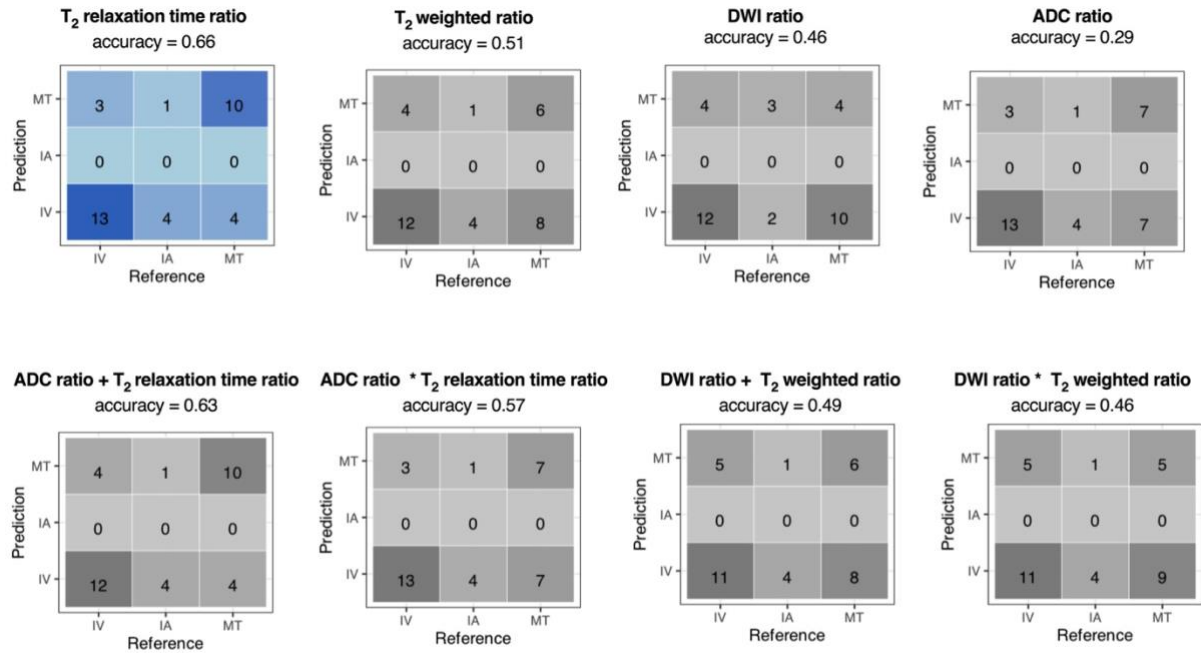 T₂ relaxation time ratio
accuracy = 0.66
MT 3 1 10
IA 0 0 0
IV 13 4 4
IV IA MT
Reference
Prediction
T₂ weighted ratio
accuracy = 0.51
MT 4 1 6
IA 0 0 0
IV 12 4 8
IV IA MT
Reference
Prediction
DWI ratio
accuracy = 0.46
MT 4 3 4
IA 0 0 0
IV 12 2 10
IV IA MT
Reference
Prediction
ADC ratio
accuracy = 0.29
MT 3 1 7
IA 0 0 0
IV 13 4 7
IV IA MT
Reference
Prediction
ADC ratio + T₂ relaxation time ratio
accuracy = 0.63
MT 4 1 10
IA 0 0 0
IV 12 4 4
IV IA MT
Reference
Prediction
ADC ratio * T₂ relaxation time ratio
accuracy = 0.57
MT 3 1 7
IA 0 0 0
IV 13 4 7
IV IA MT
Reference
Prediction
DWI ratio + T₂ weighted ratio
accuracy = 0.49
MT 5 1 6
IA 0 0 0
IV 11 4 8
IV IA MT
Reference
Prediction
DWI ratio * T₂ weighted ratio
accuracy = 0.46
MT 5 1 5
IA 0 0 0
IV 11 4 9
IV IA MT
Reference
Prediction